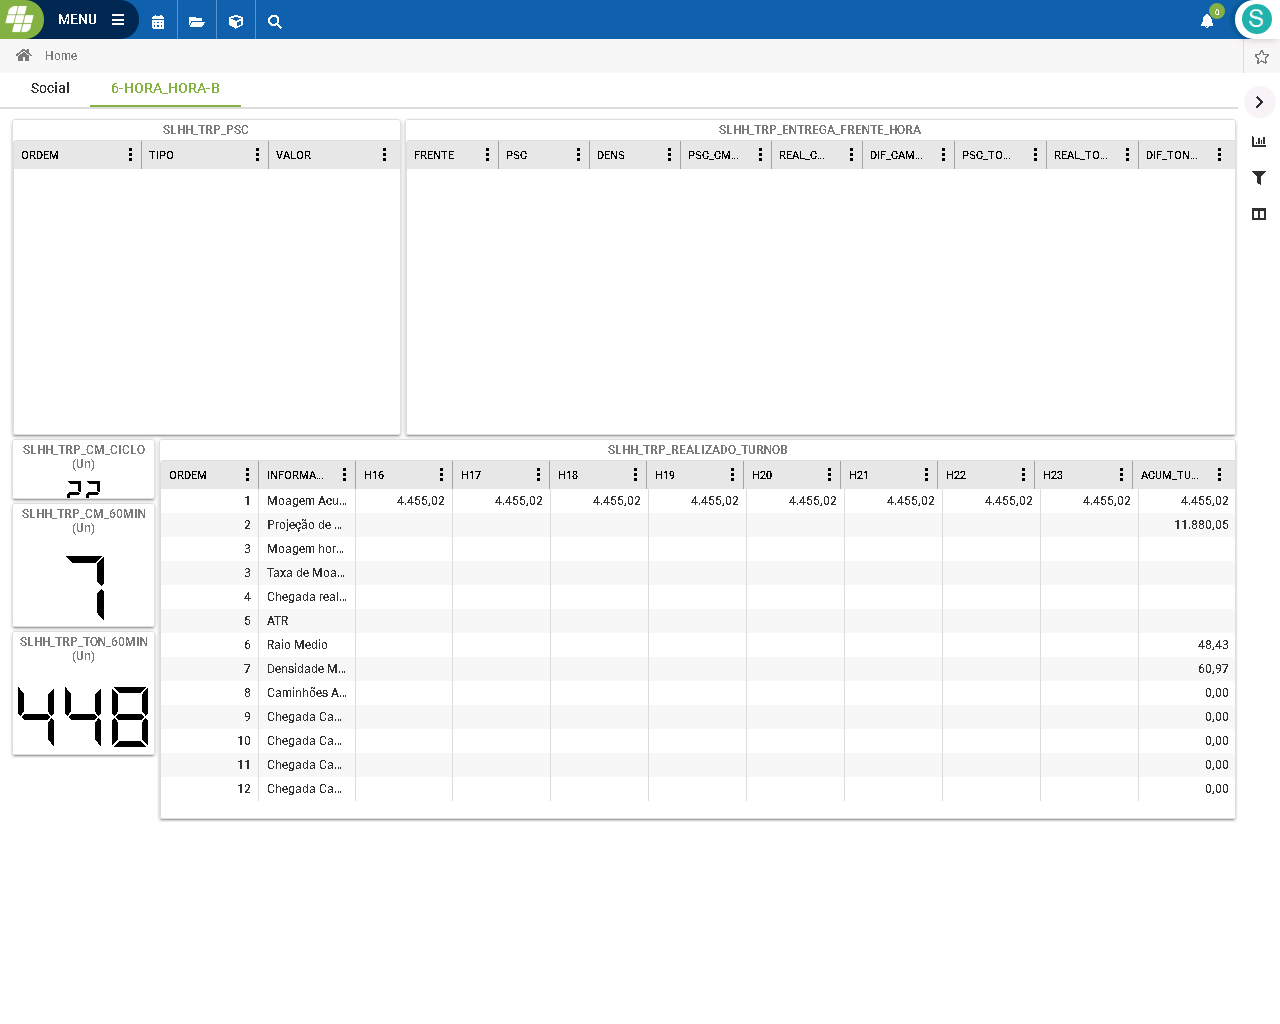 MENU
0
S
Home
Social
6-HORA_HORA-B
SLHH_TRP_PSC
ORDEM TIPO VALOR
SLHH_TRP_ENTREGA_FRENTE_HORA
FRENTE PSC DENS PSC_CM... REAL_C... DIF_CAM... PSC_TO... REAL_TO... DIF_TON...
SLHH_TRP_CM_CICLO
(Un)
22
SLHH_TRP_CM_60MIN
(Un)
7
SLHH_TRP_TON_60MIN
(Un)
448
SLHH_TRP_REALIZADO_TURNOB
ORDEM INFORMA... H16 H17 H18 H19 H20 H21 H22 H23 ACUM_TU...
1 Moagem Acu... 4.455,02 4.455,02 4.455,02 4.455,02 4.455,02 4.455,02 4.455,02 4.455,02 4.455,02
2 Projeção de ... 11.880,05
3 Moagem hor...
3 Taxa de Moa...
4 Chegada real...
5 ATR
6 Raio Medio 48,43
7 Densidade M... 60,97
8 Caminhões A... 0,00
9 Chegada Ca... 0,00
10 Chegada Ca... 0,00
11 Chegada Ca... 0,00
12 Chegada Ca... 0,00